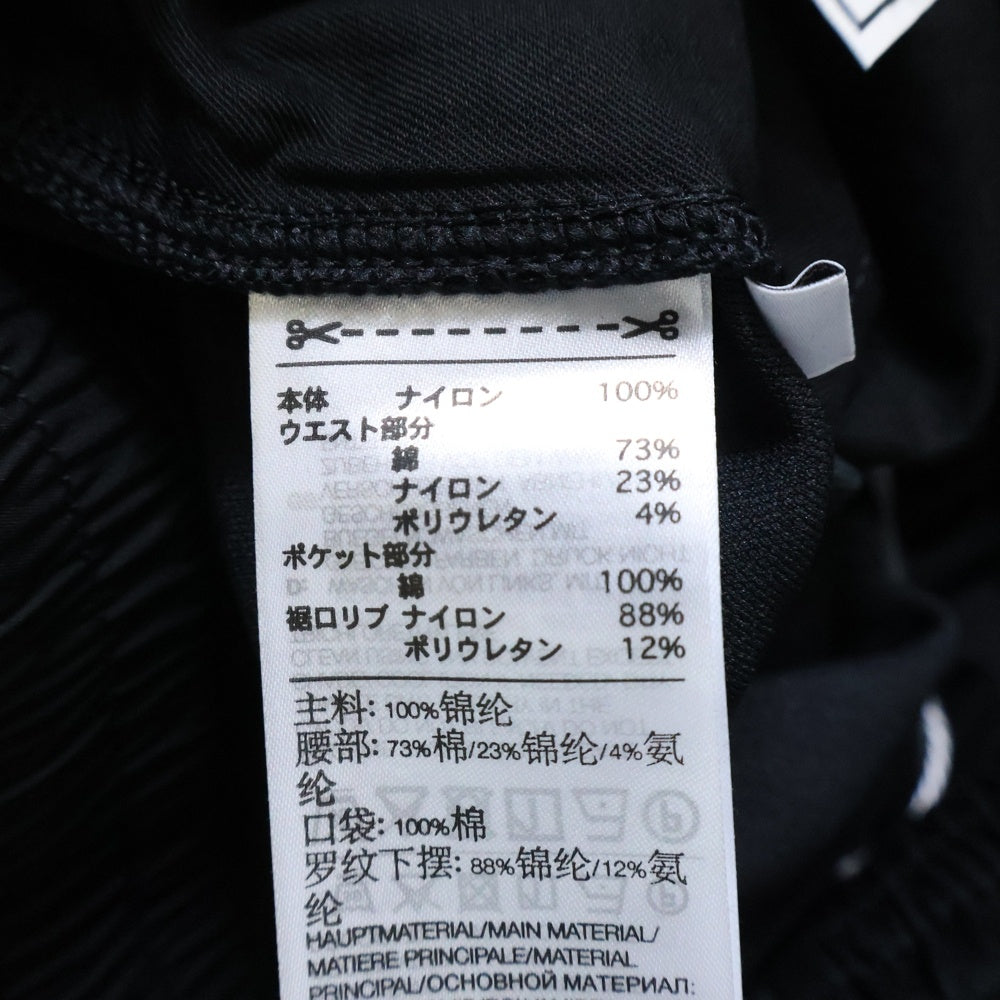 本体 ナイロン 100%
ウエスト部分
綿 73%
ナイロン 23%
ポリウレタン 4%
ポケット部分
綿 100%
裾口リブ ナイロン 88%
ポリウレタン 12%
主料: 100%锦纶
腰部: 73%棉/23%锦纶/4%氨
纶
口袋: 100%棉
罗纹下摆: 88%锦纶/12%氨
纶
HAUPTMATERIAL/MAIN MATERIAL/
MATIERE PRINCIPALE/MATERIAL
PRINCIPAL/ОСНОВНОЙ МАТЕРИАЛ: